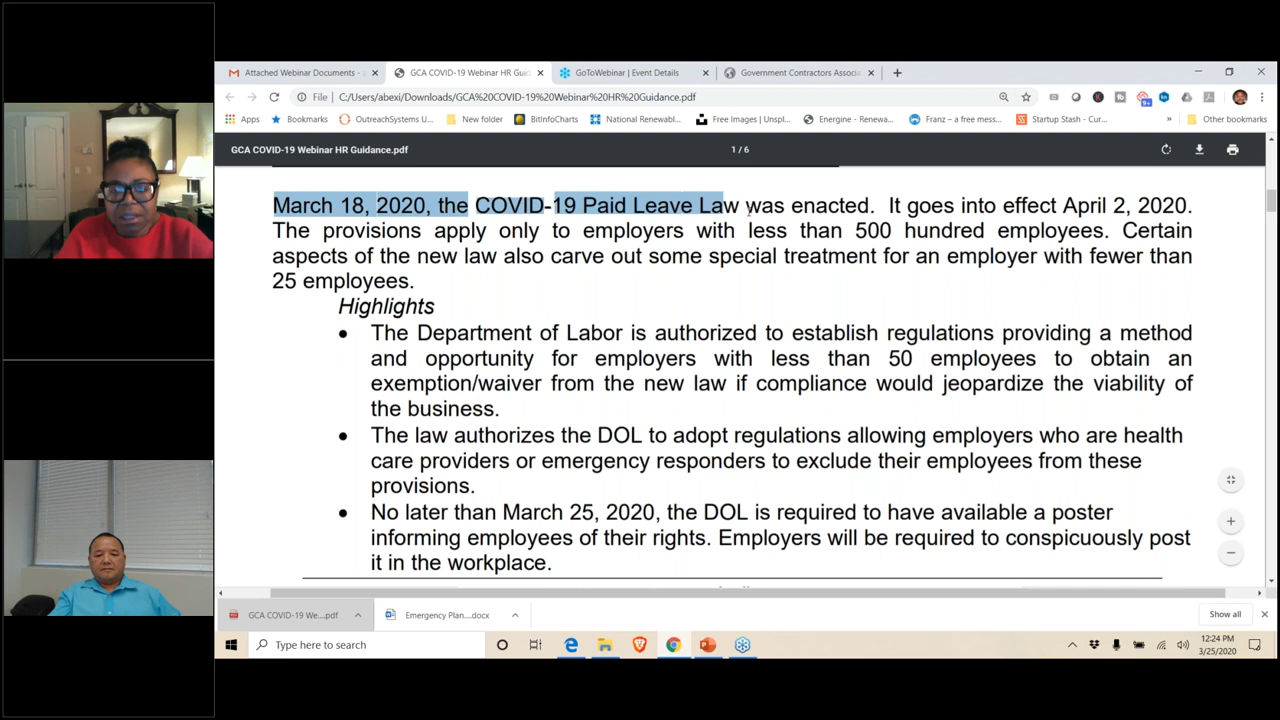 Attached Webinar Documents -
GCA COVID-19 Webinar HR Guid
GoToWebinar | Event Details
Government Contractors Associ
File
C:/Users/abexi/Downloads/GCA%20COVID-19%20Webinar%20HR%20Guidance.pdf
9+
Apps
Bookmarks
OutreachSystems U...
New folder
BitInfoCharts
National Renewabl...
Free Images | Unspl...
Energine - Renewa...
Franz – a free mess...
Startup Stash - Cur...
»
Other bookmarks
GCA COVID-19 Webinar HR Guidance.pdf
1 / 6
March 18, 2020, the COVID-19 Paid Leave Law was enacted. It goes into effect April 2, 2020.
The provisions apply only to employers with less than 500 hundred employees. Certain
aspects of the new law also carve out some special treatment for an employer with fewer than
25 employees.
Highlights
• The Department of Labor is authorized to establish regulations providing a method
and opportunity for employers with less than 50 employees to obtain an
exemption/waiver from the new law if compliance would jeopardize the viability of
the business.
• The law authorizes the DOL to adopt regulations allowing employers who are health
care providers or emergency responders to exclude their employees from these
provisions.
• No later than March 25, 2020, the DOL is required to have available a poster
informing employees of their rights. Employers will be required to conspicuously post
it in the workplace.
GCA COVID-19 We....pdf
Emergency Plan....docx
Show all
Type here to search
12:24 PM
3/25/2020